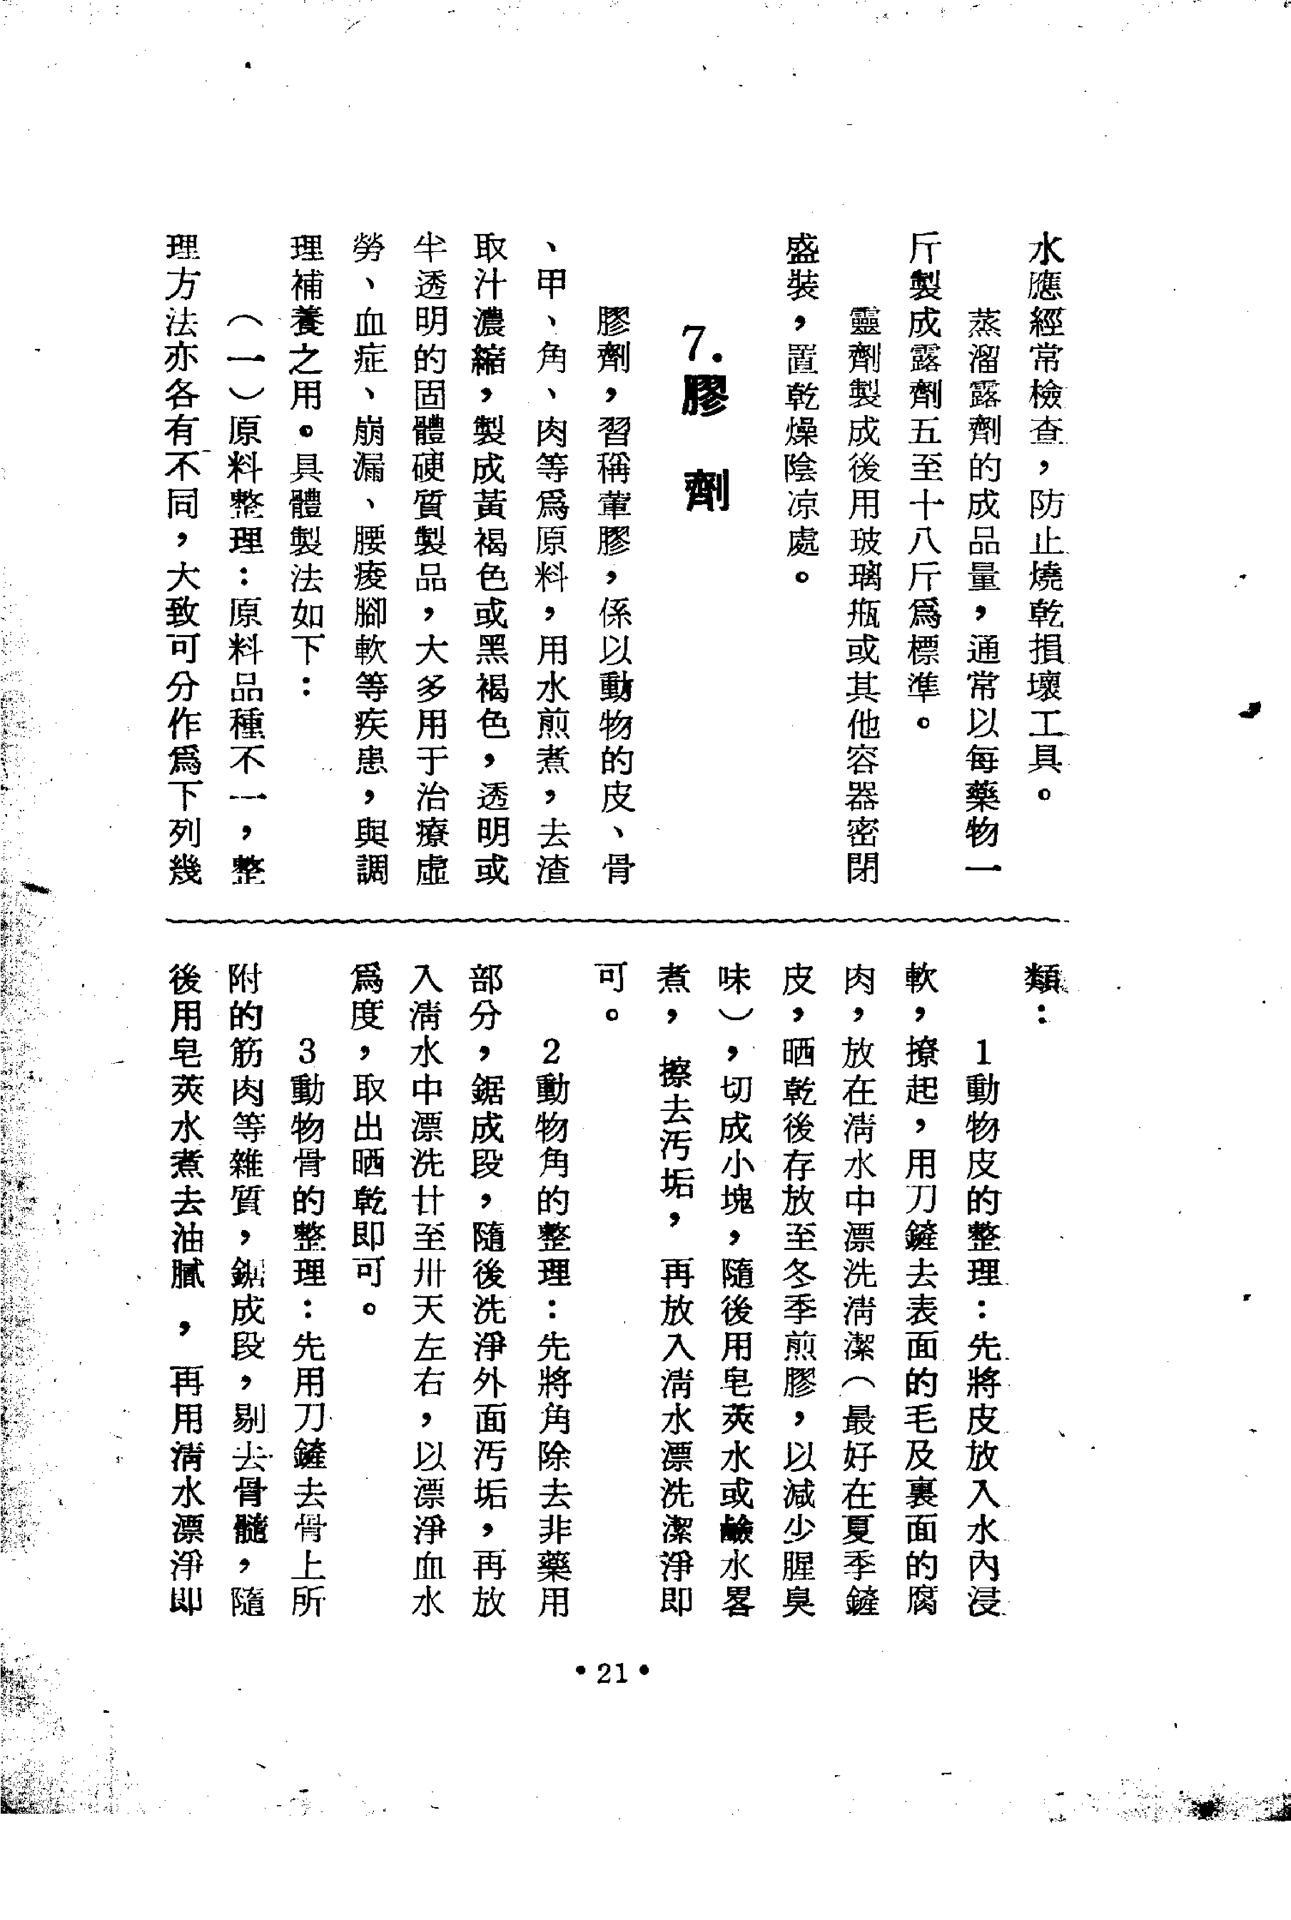 水應經常檢查，防止燒乾損壞工具。
蒸溜露劑的成品量，通常以每藥物一
斤製成露劑五至十八斤爲標準。
靈劑製成後用玻璃瓶或其他容器密閉
盛裝，置乾燥陰凉處。
7.膠　劑
膠劑，習稱葷膠，係以動物的皮、骨
、甲、角、肉等爲原料，用水煎煮，去渣
取汁濃縮，製成黃褐色或黑褐色，透明或
半透明的固體硬質製品，大多用于治療虛
勞、血症、崩漏、腰痠腳軟等疾患，與調
理補養之用。具體製法如下：
（一）原料整理：原料品種不一，整
理方法亦各有不同，大致可分作爲下列幾
類：
1動物皮的整理：先將皮放入水內浸
軟，撩起，用刀鏟去表面的毛及裏面的腐
肉，放在淸水中漂洗淸潔（最好在夏季鏟
皮，晒乾後存放至冬季煎膠，以減少腥臭
味），切成小塊，隨後用皂莢水或鹼水畧
煮，擦去汚垢，再放入淸水漂洗潔淨即
可。
2動物角的整理：先將角除去非藥用
部分，鋸成段，隨後洗淨外面汚垢，再放
入淸水中漂洗廿至卅天左右，以漂淨血水
爲度，取出晒乾即可。
3動物骨的整理：先用刀鏟去骨上所
附的筋肉等雜質，鋸成段，剔去骨髓，隨
後用皂莢水煮去油膩，再用淸水漂淨即
•21•